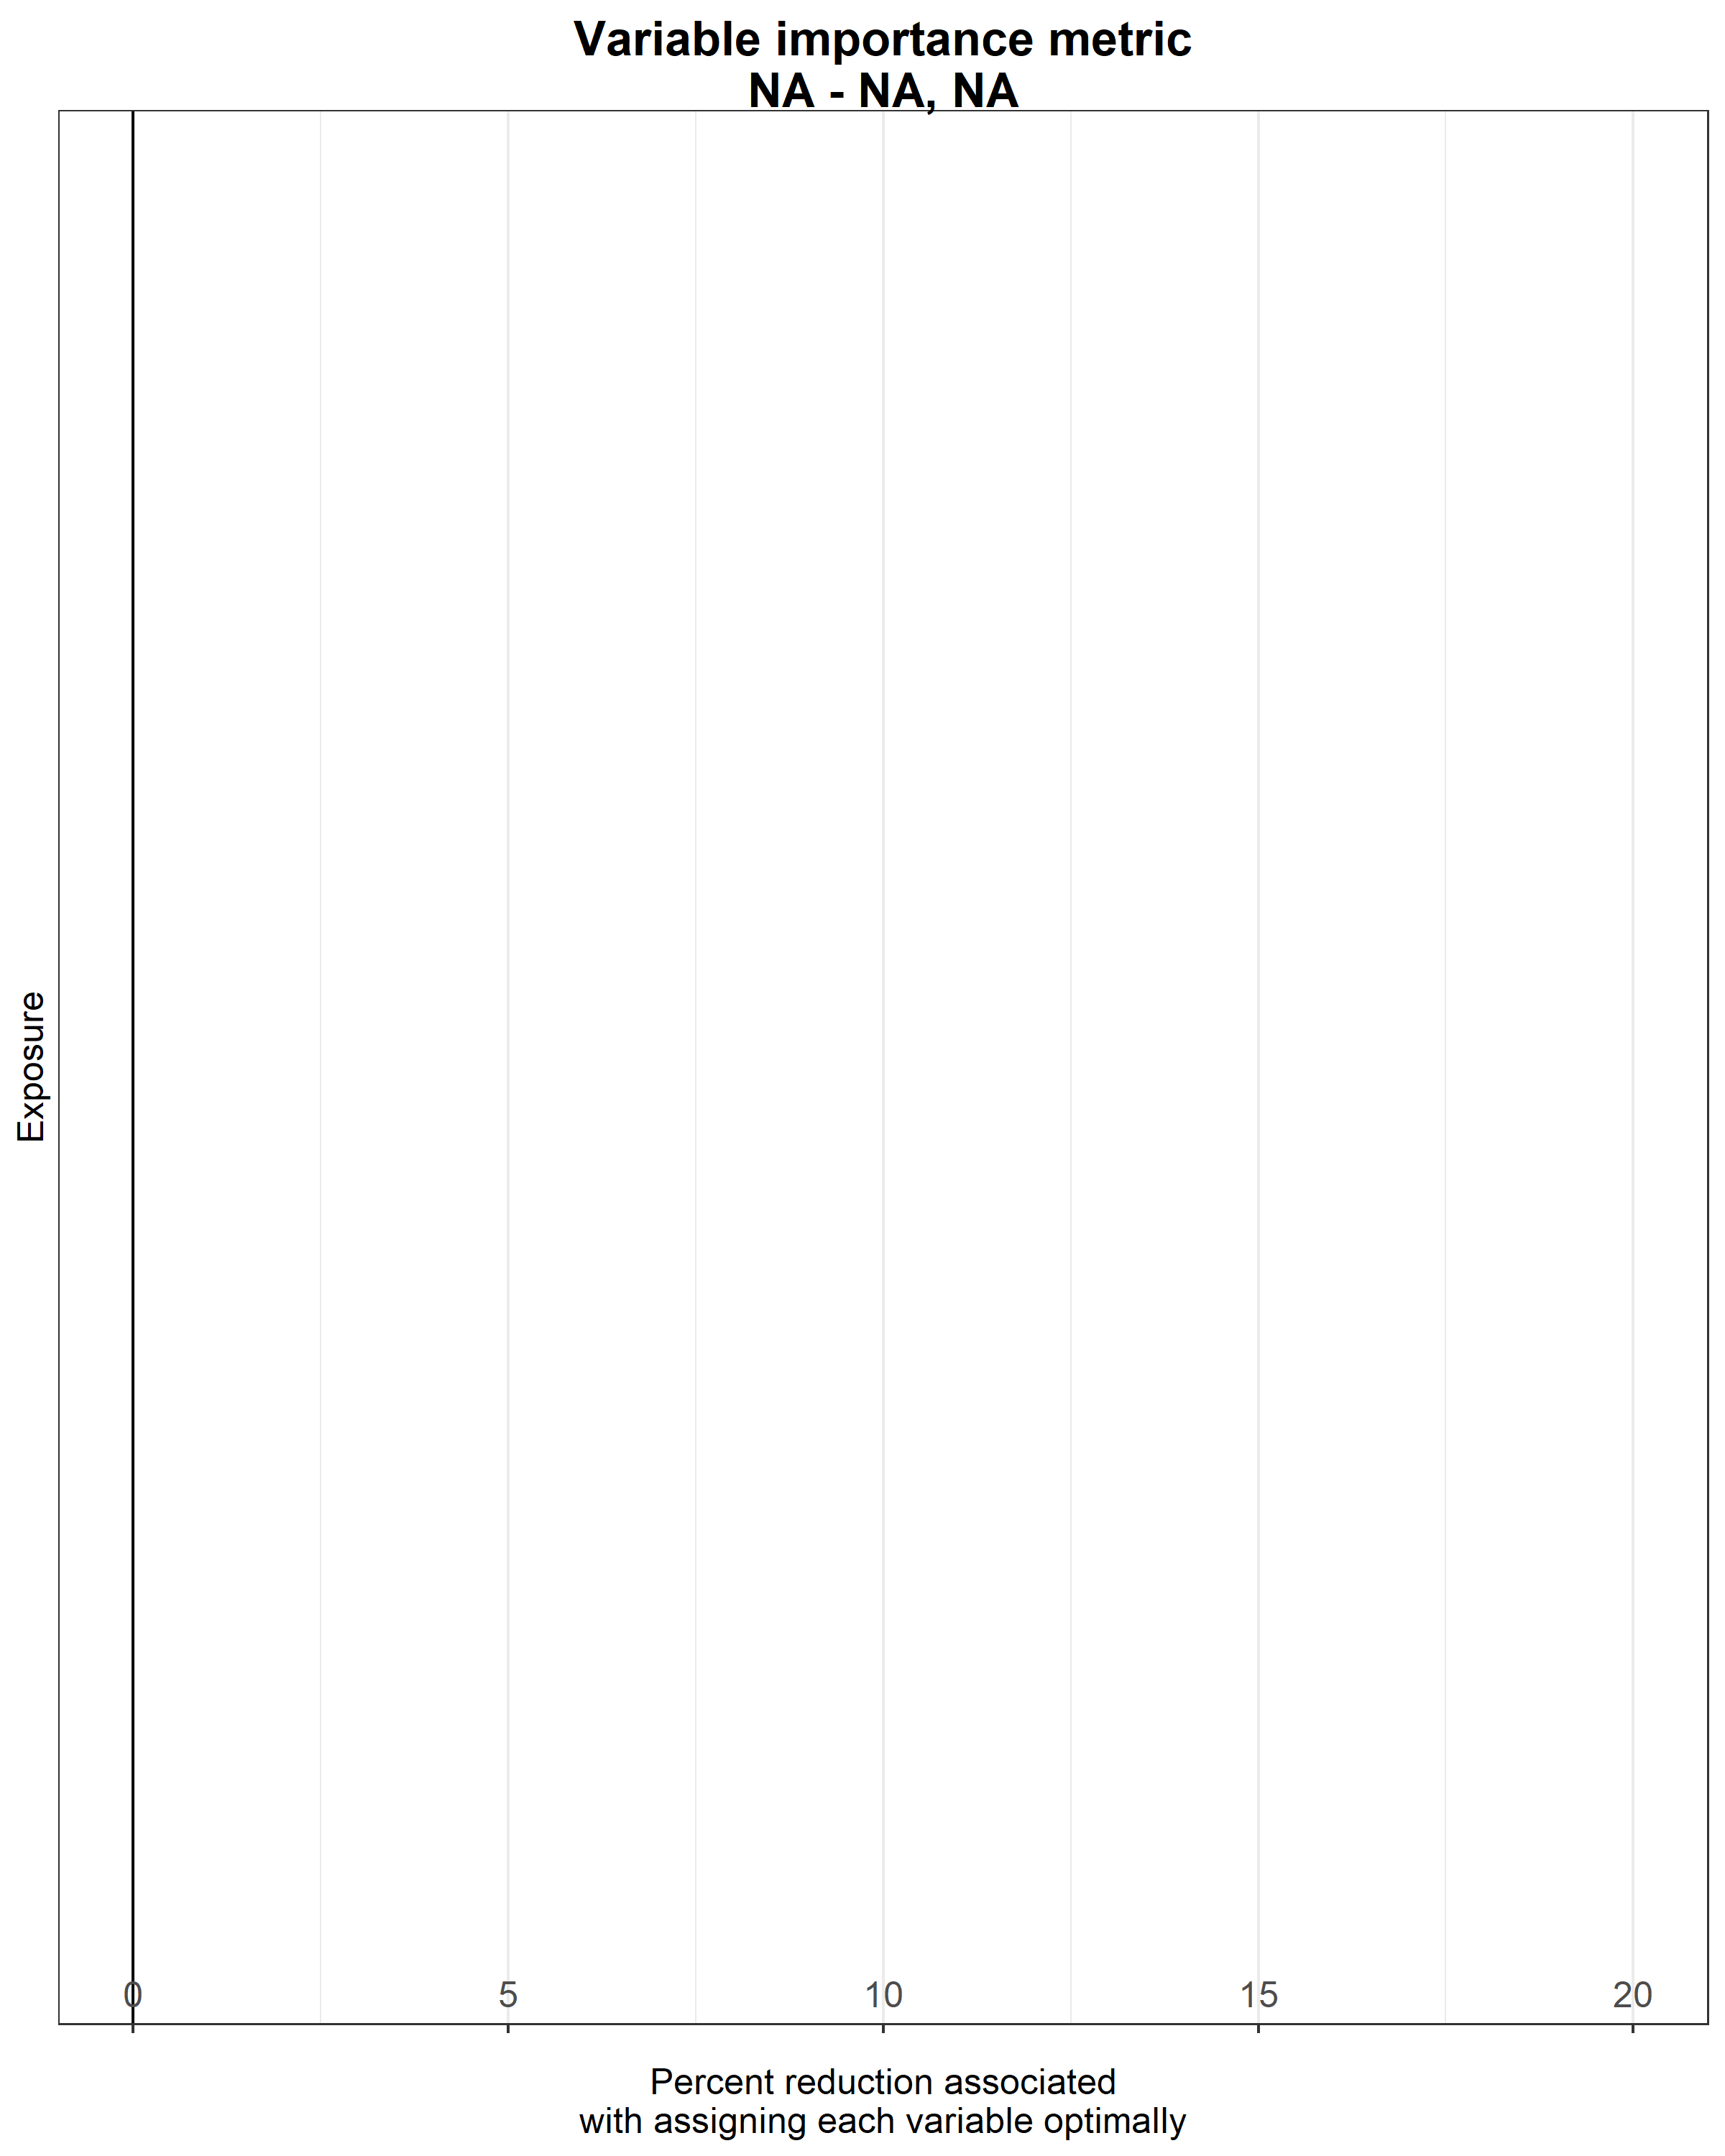 Variable importance metric
NA - NA, NA
Exposure
0 5 10 15 20
Percent reduction associated
with assigning each variable optimally